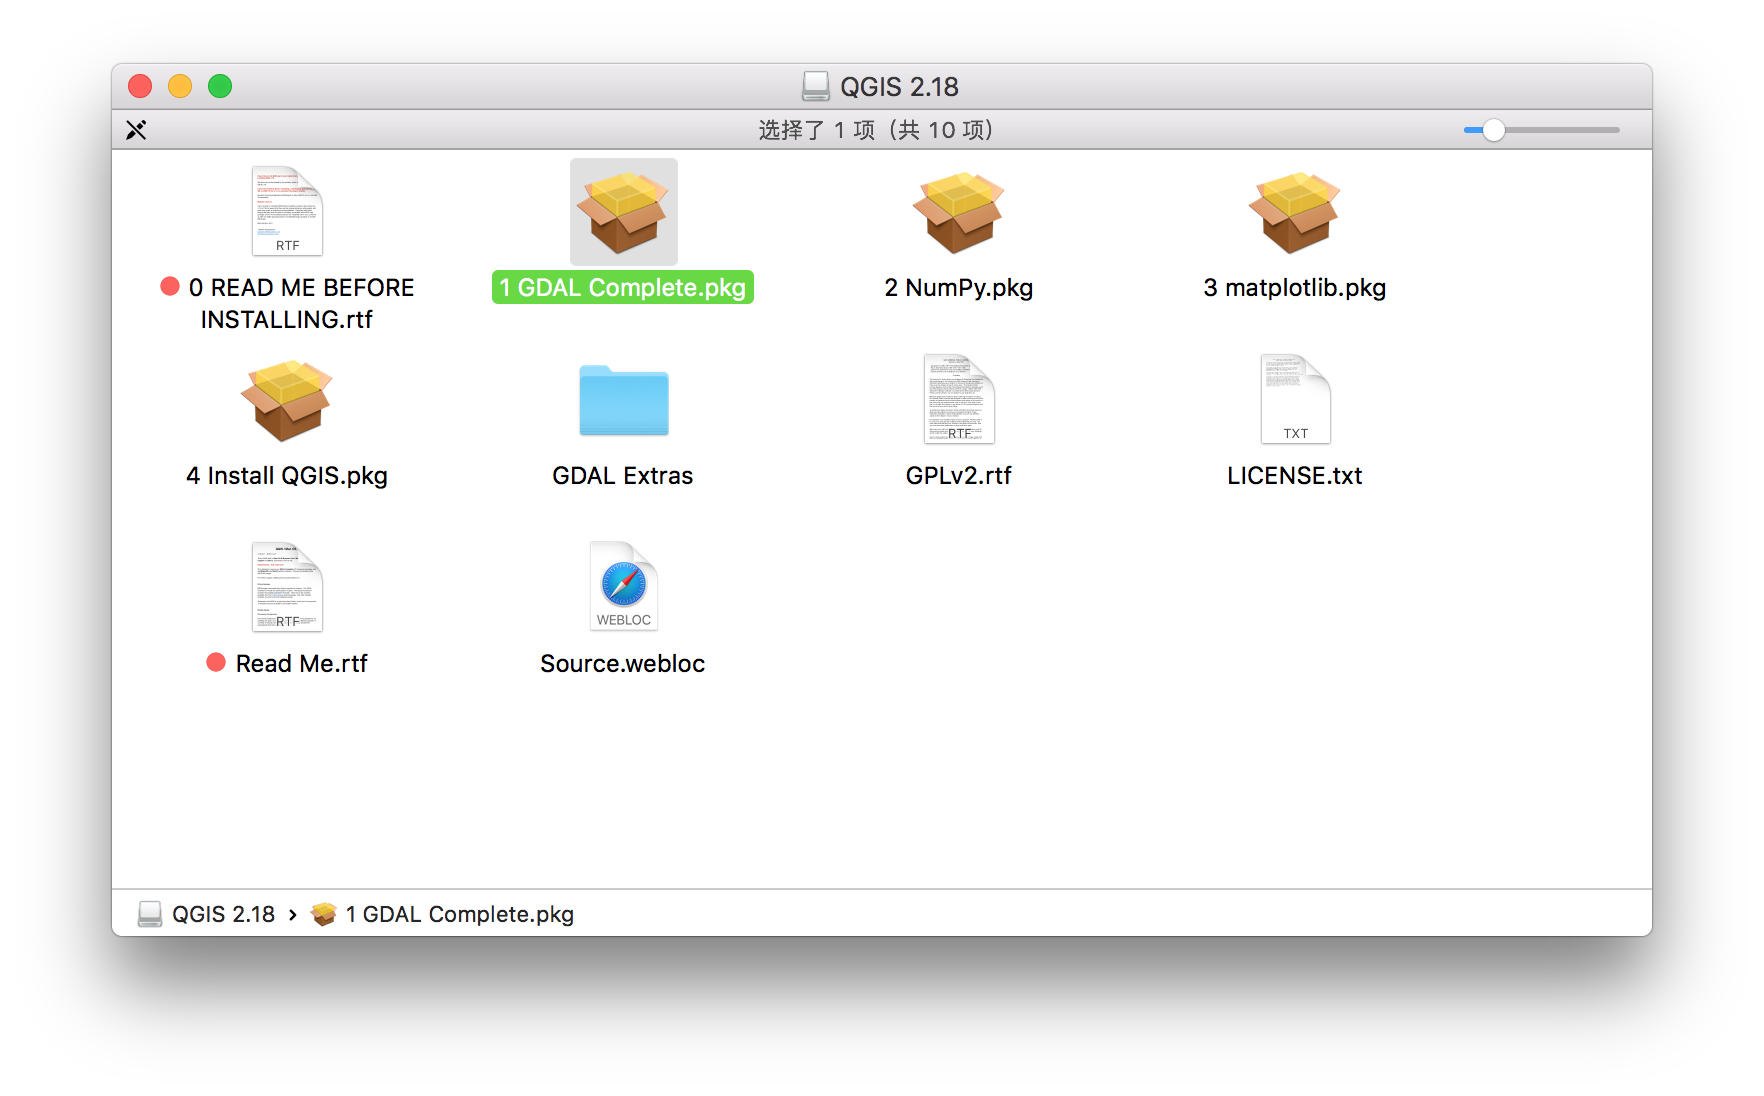 QGIS 2.18
选择了 1 项（共 10 项）
RTF
0 READ ME BEFORE
INSTALLING.rtf
1 GDAL Complete.pkg
2 NumPy.pkg
3 matplotlib.pkg
4 Install QGIS.pkg
GDAL Extras
RTF
GPLv2.rtf
TXT
LICENSE.txt
RTF
Read Me.rtf
WEBLOC
Source.webloc
QGIS 2.18 › 1 GDAL Complete.pkg